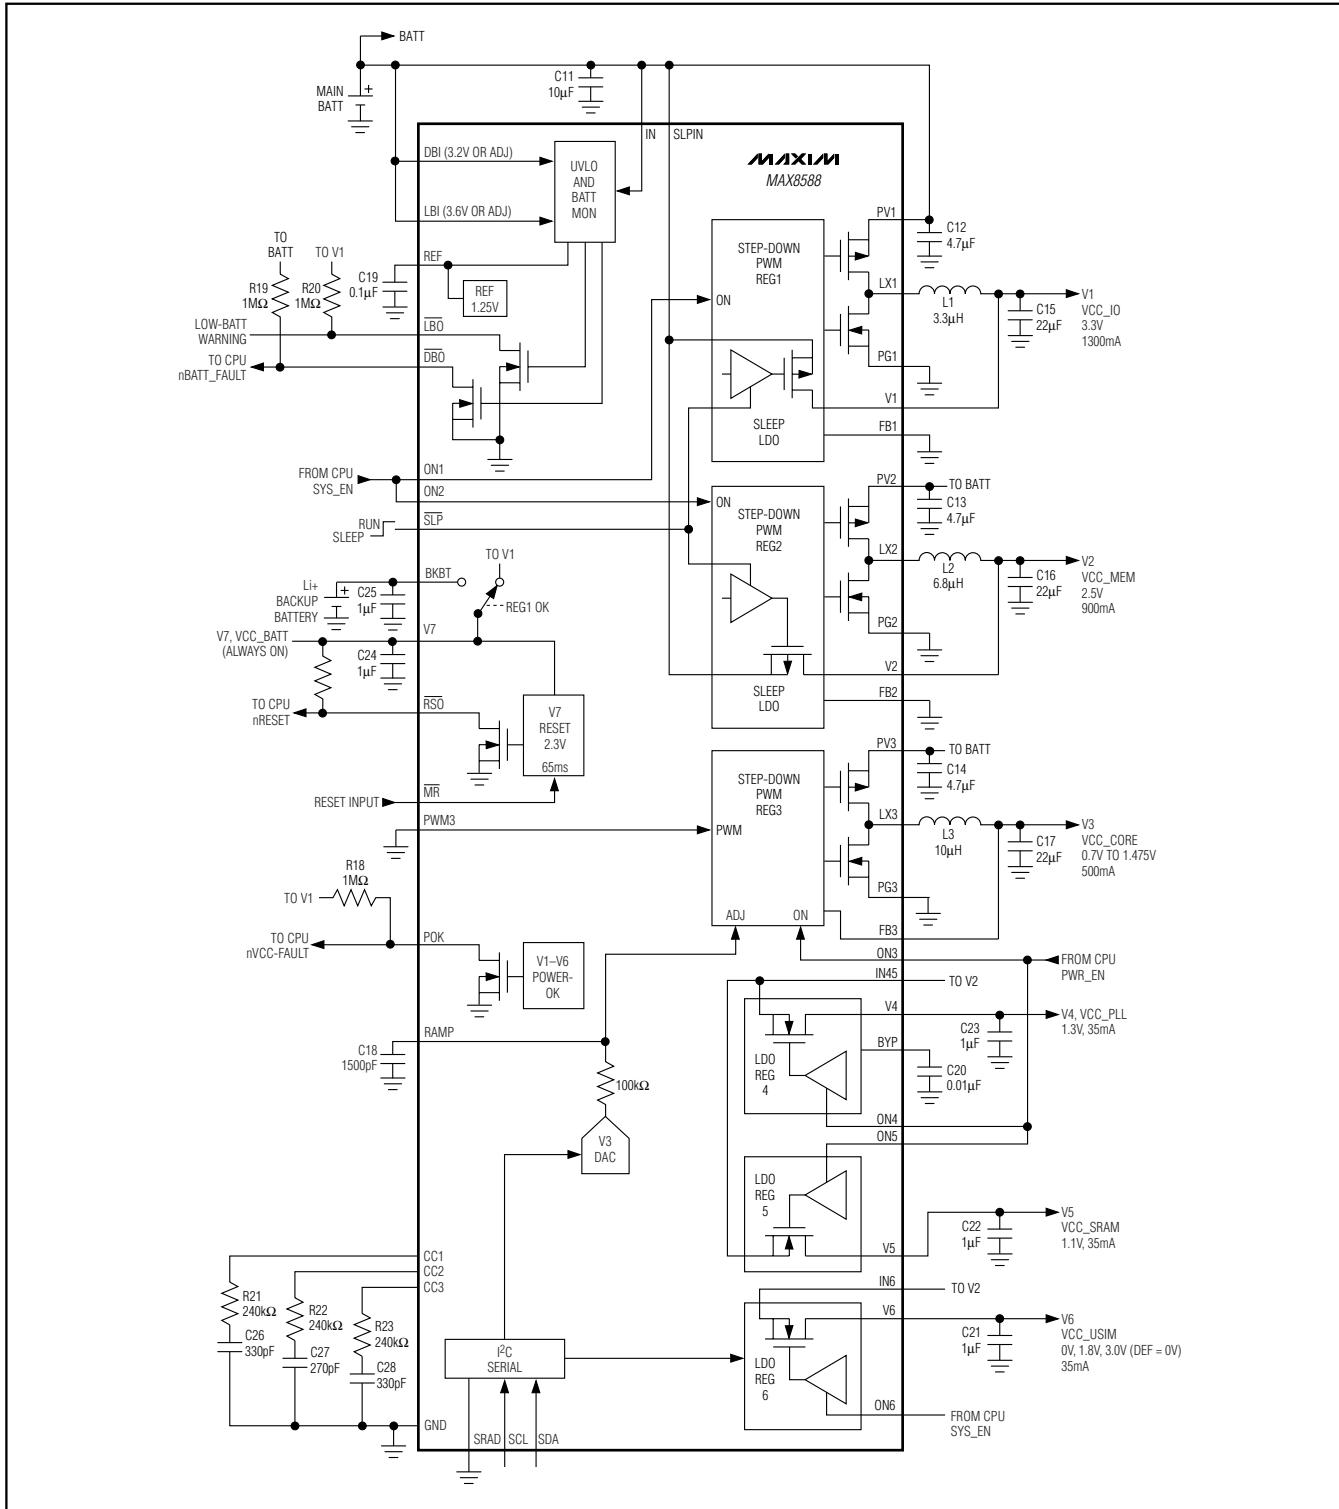 BATT
MAIN
BATT
+
C11
10µF
IN
SLPIN
DBI (3.2V OR ADJ)
LBI (3.6V OR ADJ)
UVLO
AND
BATT
MON
MAXIM
MAX8588
TO
BATT
TO V1
R19
1MΩ
R20
1MΩ
C19
0.1µF
REF
REF
1.25V
LOW-BATT
WARNING
LBO
TO CPU
nBATT_FAULT
DBO
STEP-DOWN
PWM
REG1
ON
SLEEP
LDO
PV1
C12
4.7µF
LX1
L1
3.3µH
C15
22µF
V1
VCC_IO
3.3V
1300mA
PG1
V1
FB1
FROM CPU
SYS_EN
ON1
ON2
RUN
SLEEP
SLP
ON
STEP-DOWN
PWM
REG2
SLEEP
LDO
PV2
TO BATT
C13
4.7µF
LX2
L2
6.8µH
C16
22µF
V2
VCC_MEM
2.5V
900mA
PG2
V2
FB2
Li+
BACKUP
BATTERY
+
C25
1µF
BKBT
TO V1
REG1 OK
V7, VCC_BATT
(ALWAYS ON)
V7
C24
1µF
TO CPU
nRESET
RSO
V7
RESET
2.3V
65ms
RESET INPUT
MR
PWM3
STEP-DOWN
PWM
REG3
PWM
ADJ
ON
PV3
TO BATT
C14
4.7µF
LX3
L3
10µH
C17
22µF
V3
VCC_CORE
0.7V TO 1.475V
500mA
PG3
FB3
R18
1MΩ
TO V1
TO CPU
nVCC-FAULT
POK
V1–V6
POWER-
OK
ON3
FROM CPU
PWR_EN
IN45
TO V2
V4
V4, VCC_PLL
1.3V, 35mA
C23
1µF
LDO
REG
4
BYP
C20
0.01µF
ON4
ON5
RAMP
C18
1500pF
100kΩ
V3
DAC
LDO
REG
5
V5
C22
1µF
V5
VCC_SRAM
1.1V, 35mA
CC1
CC2
CC3
R21
240kΩ
C26
330pF
R22
240kΩ
C27
270pF
R23
240kΩ
C28
330pF
GND
I²C
SERIAL
SRAD
SCL
SDA
IN6
TO V2
V6
C21
1µF
V6
VCC_USIM
0V, 1.8V, 3.0V (DEF = 0V)
35mA
LDO
REG
6
ON6
FROM CPU
SYS_EN